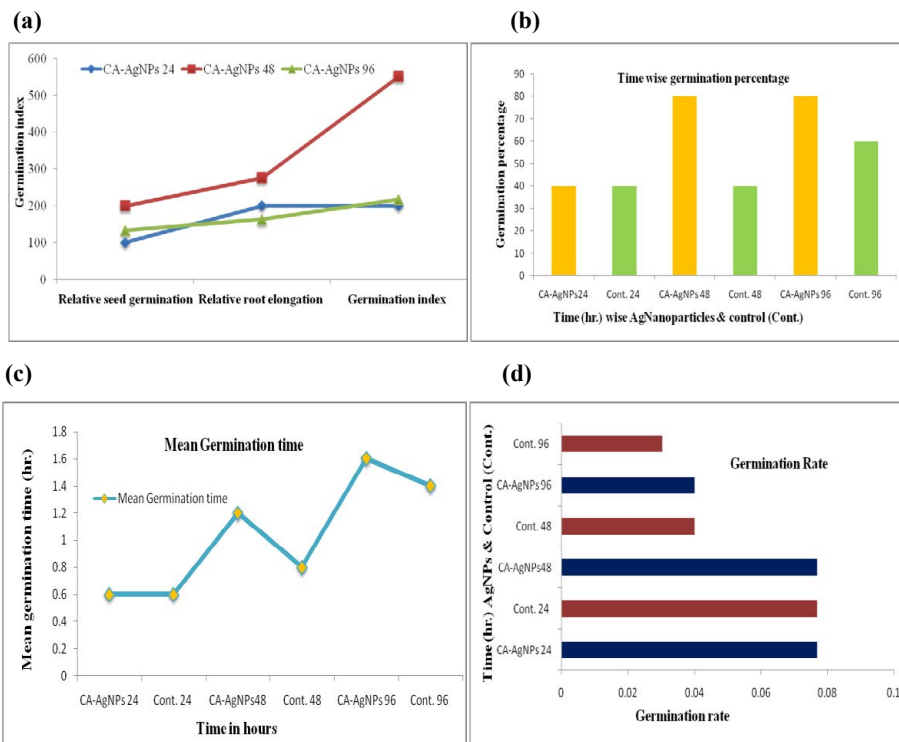 (a)
600
500
400
300
200
100
0
Germination index
CA-AgNPs 24 CA-AgNPs 48 CA-AgNPs 96
Relative seed germination Relative root elongation Germination index
(b)
Time wise germination percentage
90
80
70
60
50
40
30
20
10
0
Germination percentage
CA-AgNPs24 Cont. 24 CA-AgNPs 48 Cont. 48 CA-AgNPs 96 Cont. 96
Time (hr.) wise AgNanoparticles & control (Cont.)
(c)
Mean Germination time
1.8
1.6
1.4
1.2
1
0.8
0.6
0.4
0.2
0
Mean germination time (hr.)
Mean Germination time
CA-AgNPs 24 Cont. 24 CA-AgNPs48 Cont. 48 CA-AgNPs 96 Cont. 96
Time in hours
(d)
Germination Rate
Time (hr.) AgNPs & Control (Cont.)
Cont. 96
CA-AgNPs 96
Cont. 48
CA-AgNPs48
Cont. 24
CA-AgNPs 24
0 0.02 0.04 0.06 0.08 0.1
Germination rate